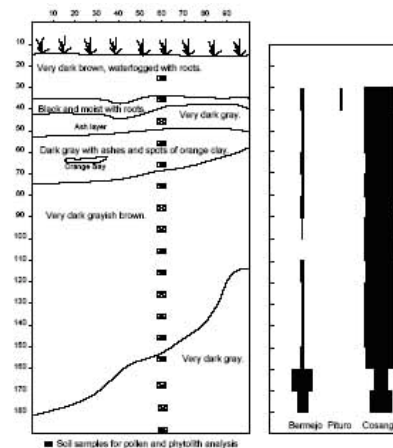 10 20 30 40 50 60 70 80 90
10
20
30
40
50
60
70
80
90
100
110
120
130
140
150
160
170
180
Very dark brown, watertogged with roots.
Black and moist with roots.
Very dark gray.
Ash layer
Dark gray with ashes and spots of orange clay.
Orange Bay
Very dark grayish brown.
Very dark gray.
Soil samples for pollen and phytolith analysis
Bermejo Pituro Cosang